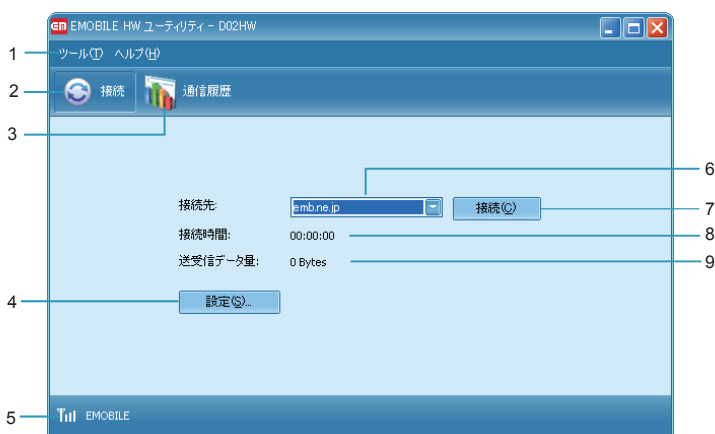 EM EMOBILE HW ユーティリティ - D02HW
1
ツール(T) ヘルプ(H)
2
接続 通信履歴
3
6
接続先: emb.ne.jp 接続(C)
7
接続時間: 00:00:00
8
送受信データ量: 0 Bytes
9
4
設定(S)...
5
EMOBILE